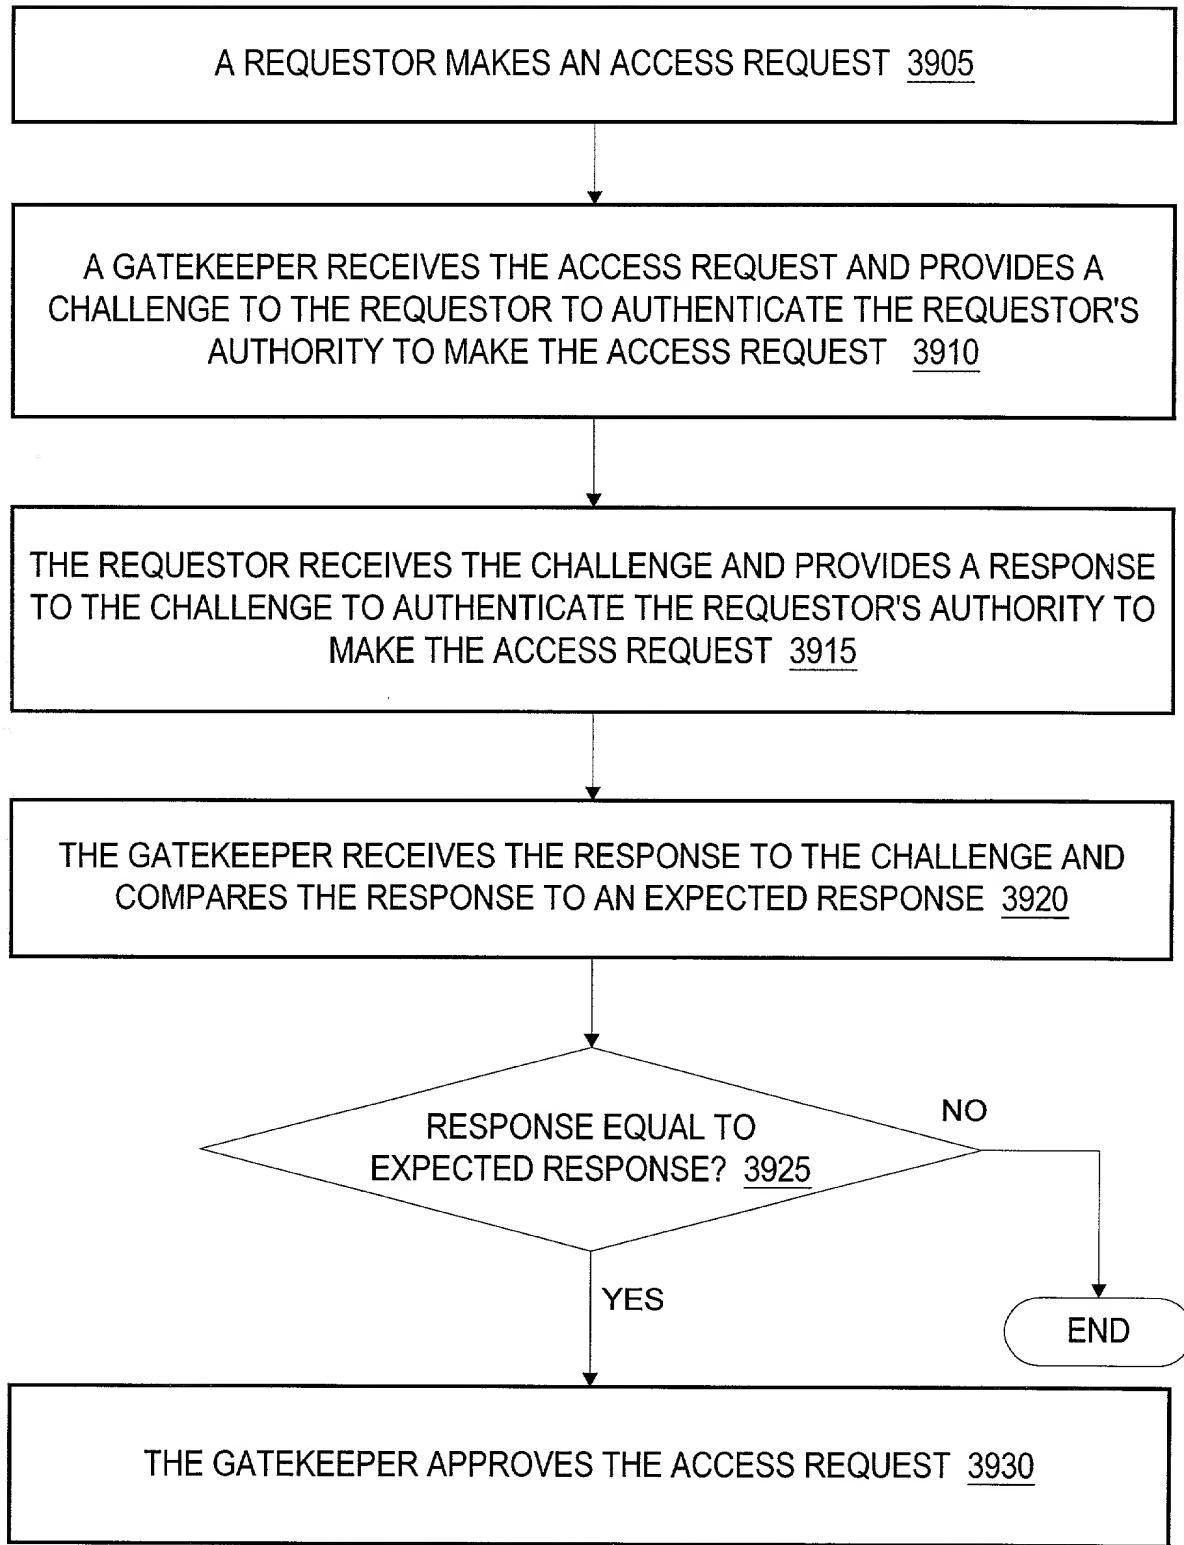 A REQUESTOR MAKES AN ACCESS REQUEST 3905
A GATEKEEPER RECEIVES THE ACCESS REQUEST AND PROVIDES A
CHALLENGE TO THE REQUESTOR TO AUTHENTICATE THE REQUESTOR'S
AUTHORITY TO MAKE THE ACCESS REQUEST 3910
THE REQUESTOR RECEIVES THE CHALLENGE AND PROVIDES A RESPONSE
TO THE CHALLENGE TO AUTHENTICATE THE REQUESTOR'S AUTHORITY TO
MAKE THE ACCESS REQUEST 3915
THE GATEKEEPER RECEIVES THE RESPONSE TO THE CHALLENGE AND
COMPARES THE RESPONSE TO AN EXPECTED RESPONSE 3920
RESPONSE EQUAL TO
EXPECTED RESPONSE? 3925
NO
YES
END
THE GATEKEEPER APPROVES THE ACCESS REQUEST 3930